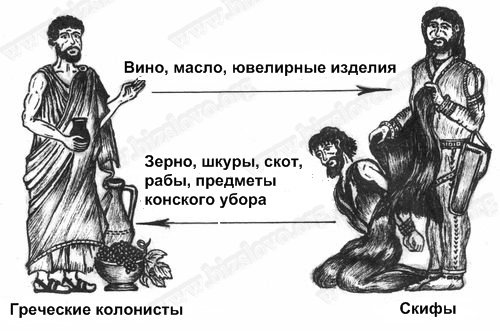 Вино, масло, ювелирные изделия
Зерно, шкуры, скот,
рабы, предметы
конского убора
Греческие колонисты
Скифы